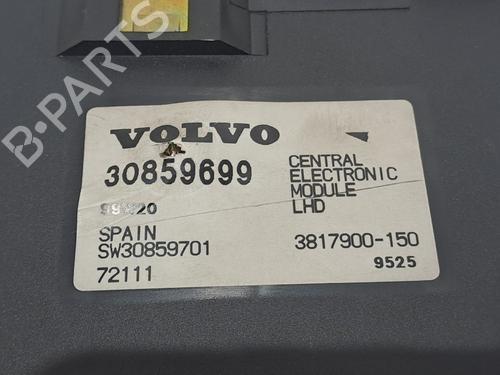 B-PARTS
VOLVO
30859699
SPAIN
SW30859701
72111
CENTRAL
ELECTRONIC
MODULE
LHD
3817900-150
9525